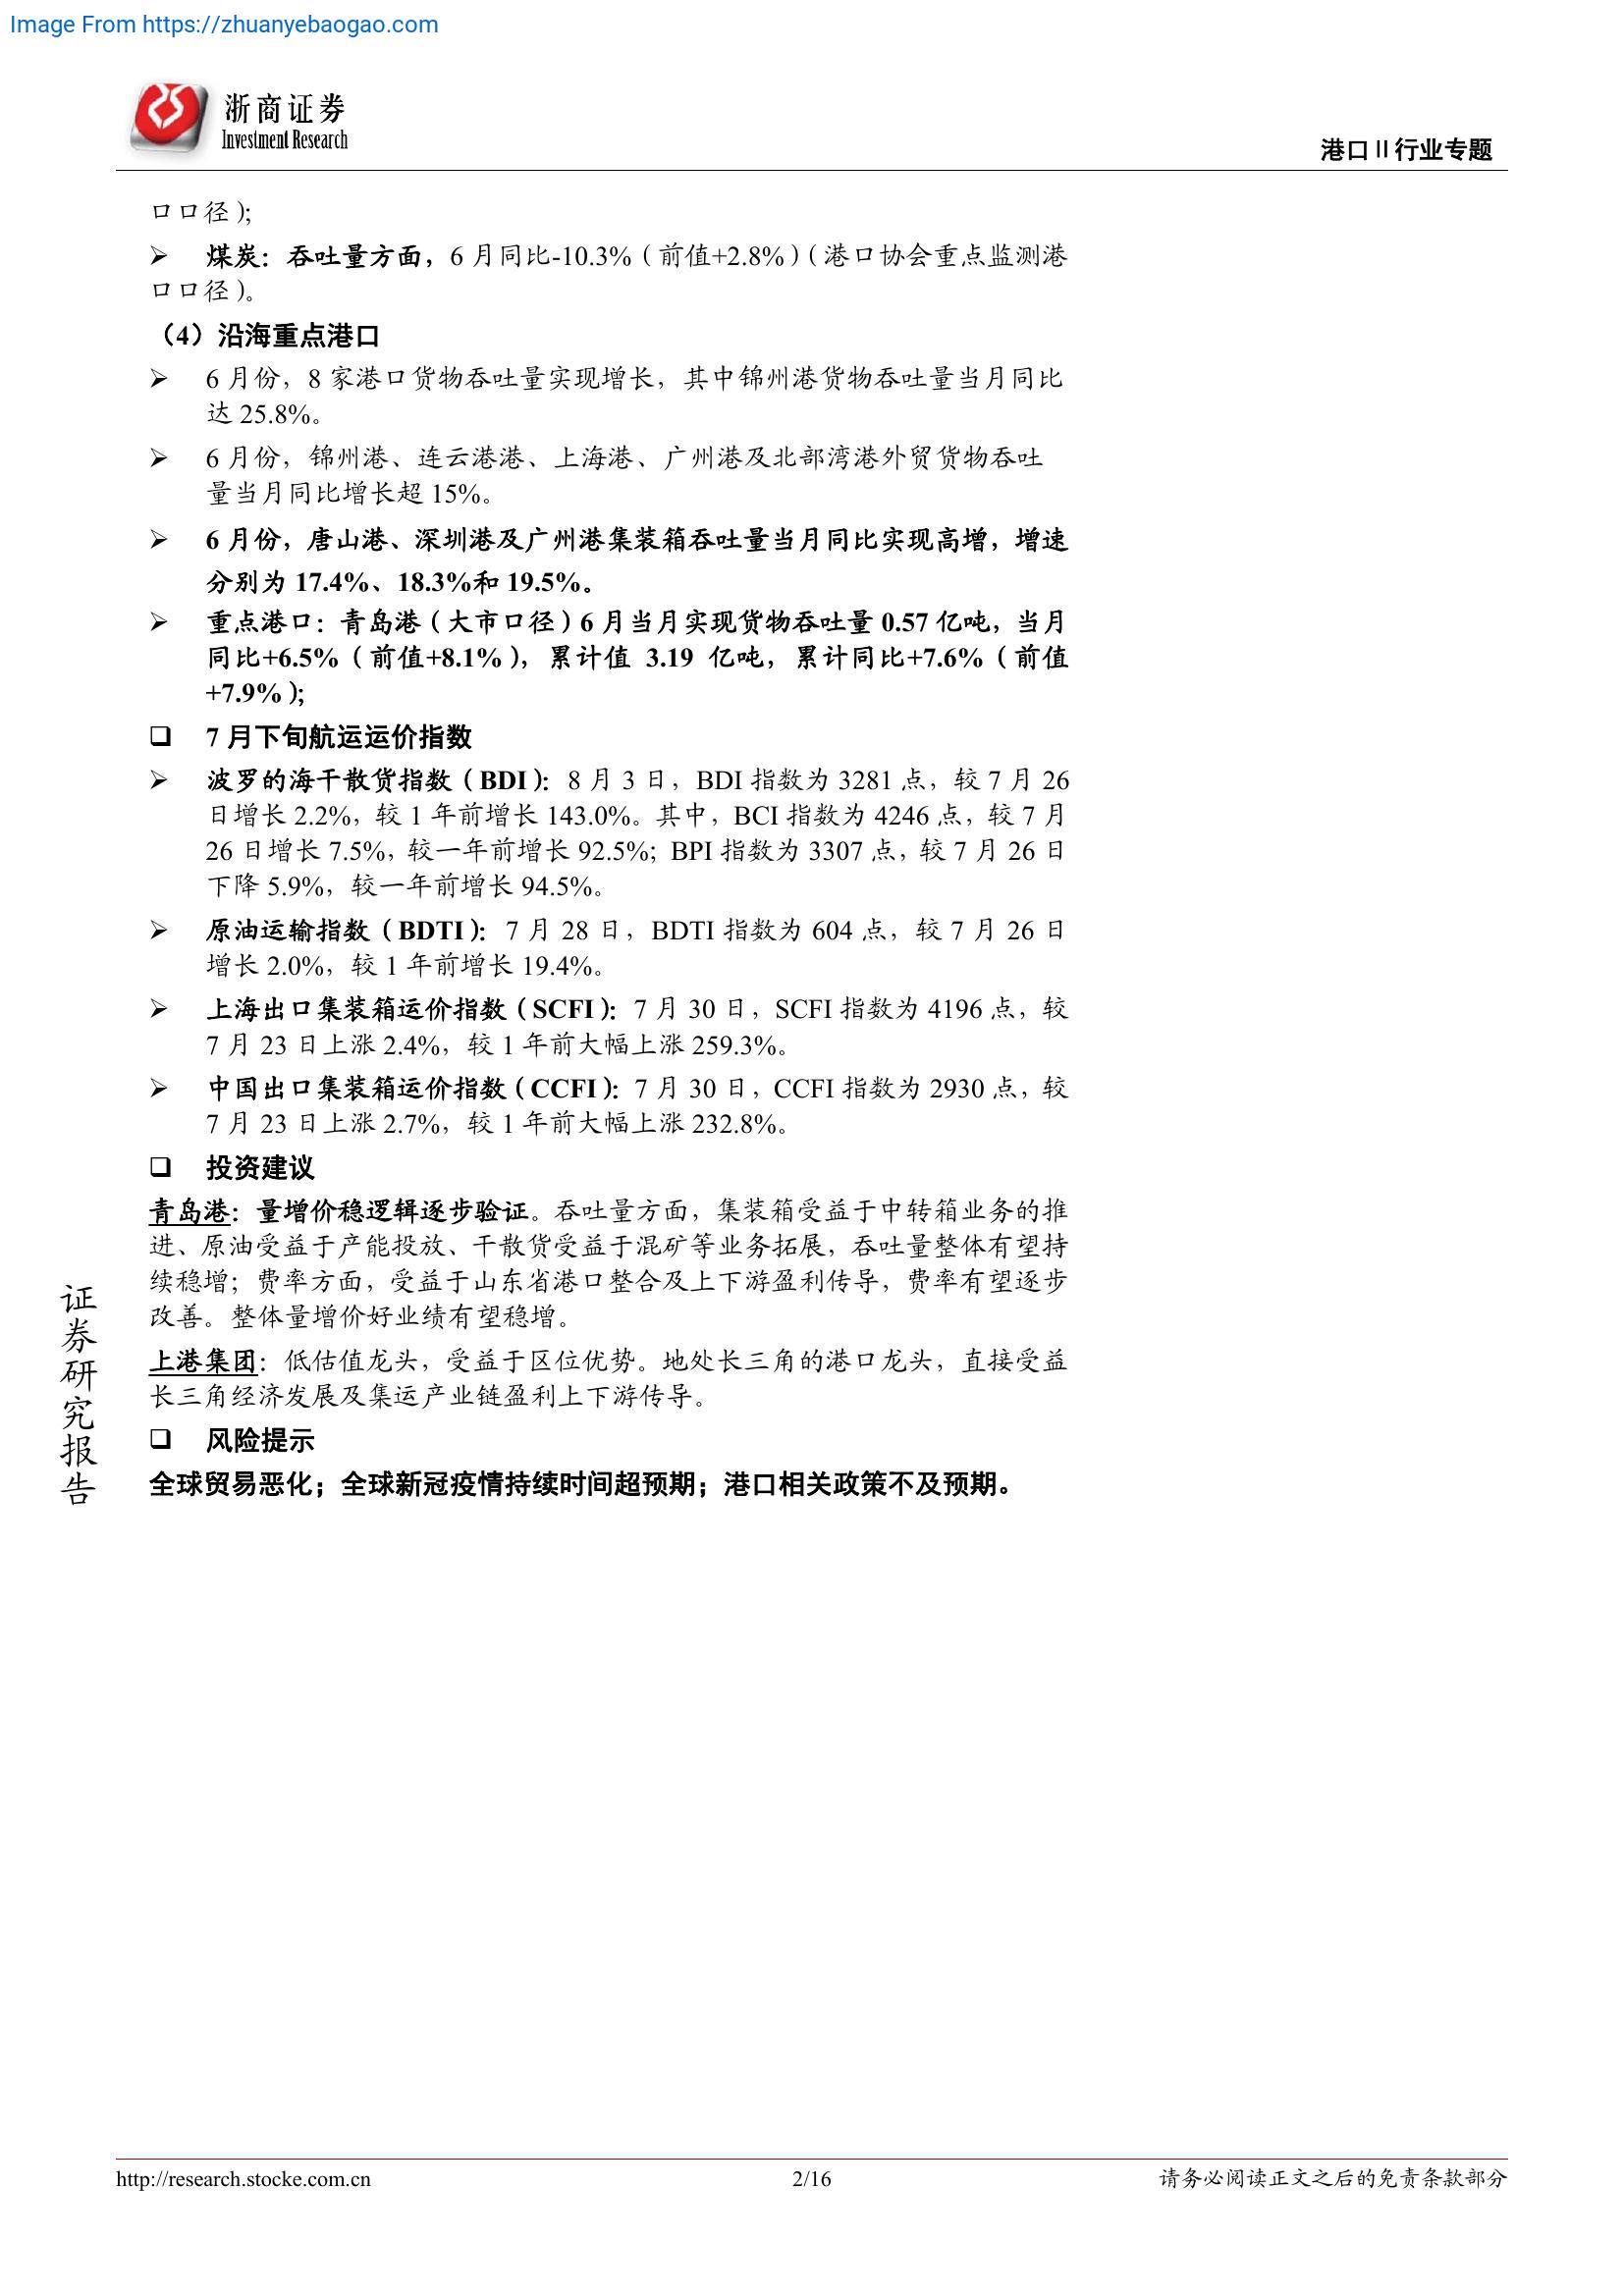 Image From https://zhuanyebaogao.com
浙商证券
Investment Research
港口Ⅱ行业专题
口口径);
➢ 煤炭：吞吐量方面，6 月同比-10.3%（前值+2.8%）（港口协会重点监测港
口口径）。
（4）沿海重点港口
➢ 6 月份，8 家港口货物吞吐量实现增长，其中锦州港货物吞吐量当月同比
达 25.8%。
➢ 6 月份，锦州港、连云港港、上海港、广州港及北部湾港外贸货物吞吐
量当月同比增长超 15%。
➢ 6 月份，唐山港、深圳港及广州港集装箱吞吐量当月同比实现高增，增速
分别为 17.4%、18.3%和 19.5%。
➢ 重点港口：青岛港（大市口径）6 月当月实现货物吞吐量 0.57 亿吨，当月
同比+6.5%（前值+8.1%），累计值 3.19 亿吨，累计同比+7.6%（前值
+7.9%）;
❑ 7 月下旬航运运价指数
➢ 波罗的海干散货指数（BDI）：8 月 3 日，BDI 指数为 3281 点，较 7 月 26
日增长 2.2%，较 1 年前增长 143.0%。其中，BCI 指数为 4246 点，较 7 月
26 日增长 7.5%，较一年前增长 92.5%；BPI 指数为 3307 点，较 7 月 26 日
下降 5.9%，较一年前增长 94.5%。
➢ 原油运输指数（BDTI）：7 月 28 日，BDTI 指数为 604 点，较 7 月 26 日
增长 2.0%，较 1 年前增长 19.4%。
➢ 上海出口集装箱运价指数（SCFI）：7 月 30 日，SCFI 指数为 4196 点，较
7 月 23 日上涨 2.4%，较 1 年前大幅上涨 259.3%。
➢ 中国出口集装箱运价指数（CCFI）：7 月 30 日，CCFI 指数为 2930 点，较
7 月 23 日上涨 2.7%，较 1 年前大幅上涨 232.8%。
❑ 投资建议
青岛港：量增价稳逻辑逐步验证。吞吐量方面，集装箱受益于中转箱业务的推
进、原油受益于产能投放、干散货受益于混矿等业务拓展，吞吐量整体有望持
续稳增；费率方面，受益于山东省港口整合及上下游盈利传导，费率有望逐步
改善。整体量增价好业绩有望稳增。
上港集团：低估值龙头，受益于区位优势。地处长三角的港口龙头，直接受益
长三角经济发展及集运产业链盈利上下游传导。
❑ 风险提示
全球贸易恶化；全球新冠疫情持续时间超预期；港口相关政策不及预期。
证券研究报告
http://research.stocke.com.cn
2/16
请务必阅读正文之后的免责条款部分